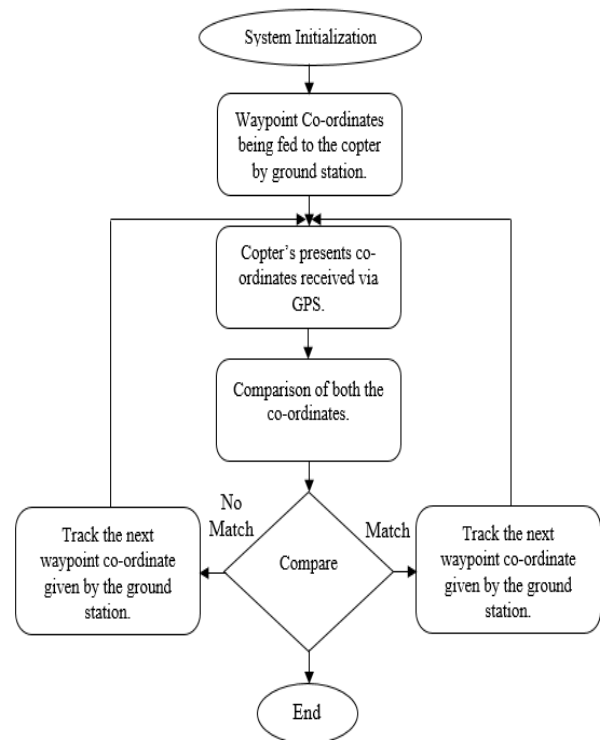 System Initialization
Waypoint Co-ordinates
being fed to the copter
by ground station.
Copter’s presents co-
ordinates received via
GPS.
Comparison of both the
co-ordinates.
No
Match
Match
Track the next
waypoint co-ordinate
given by the ground
station.
Compare
Track the next
waypoint co-ordinate
given by the ground
station.
End